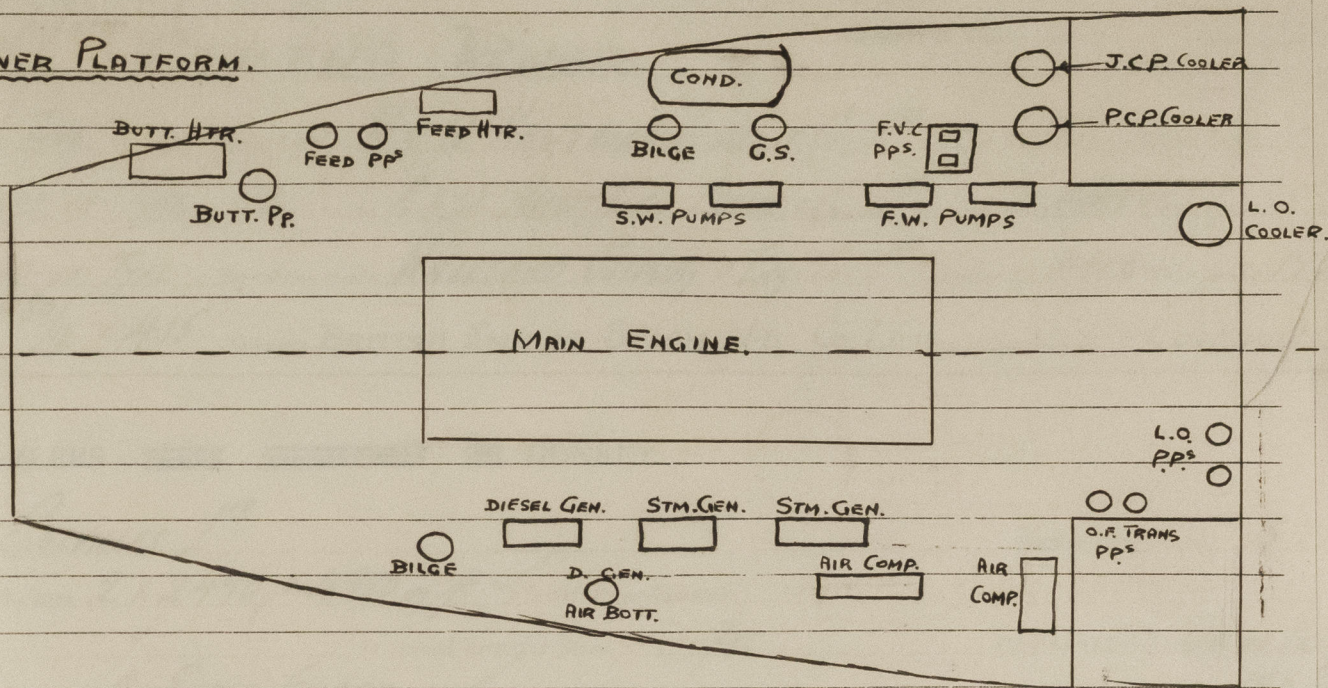 PLATFORM.
BUTT. HTR.
BUTT. PP.
FEED PPS
FEED HTR.
COND.
BILGE
G.S.
F.V.C
PPS.
J.C.P. COOLER
P.C.P. COOLER
S.W. PUMPS
F.W. PUMPS
L.O.
COOLER.
MAIN ENGINE.
L.O.
PPS
DIESEL GEN.
STM. GEN.
STM. GEN.
O.F. TRANS
PPS
BILGE
D. GEN.
AIR BOTT.
AIR COMP.
AIR
COMP.